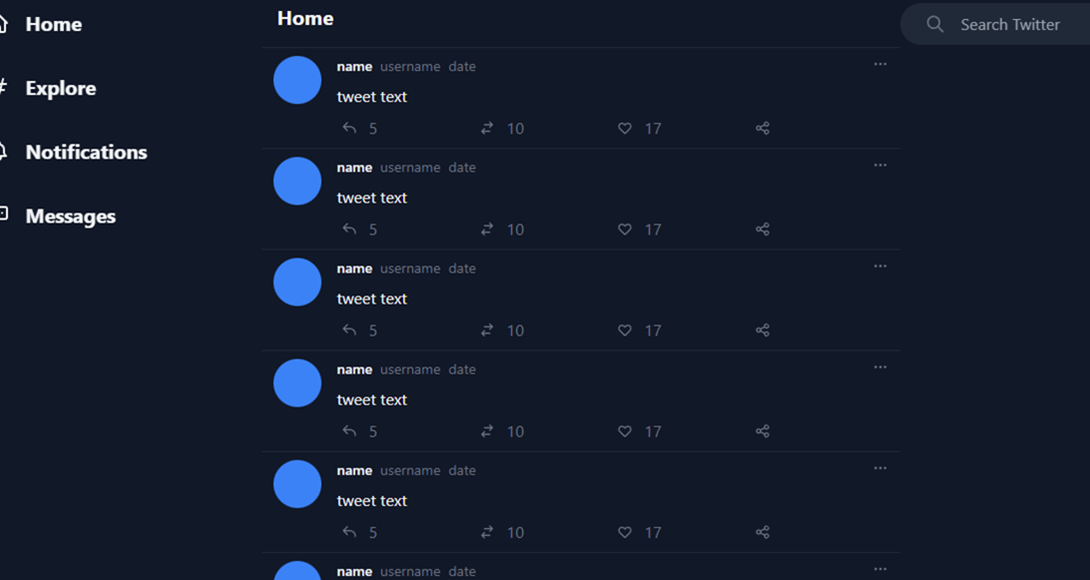 Home
Explore
Notifications
Messages
Home
name username date
tweet text
5 10 17
name username date
tweet text
5 10 17
name username date
tweet text
5 10 17
name username date
tweet text
5 10 17
name username date
tweet text
5 10 17
name username date
Search Twitter